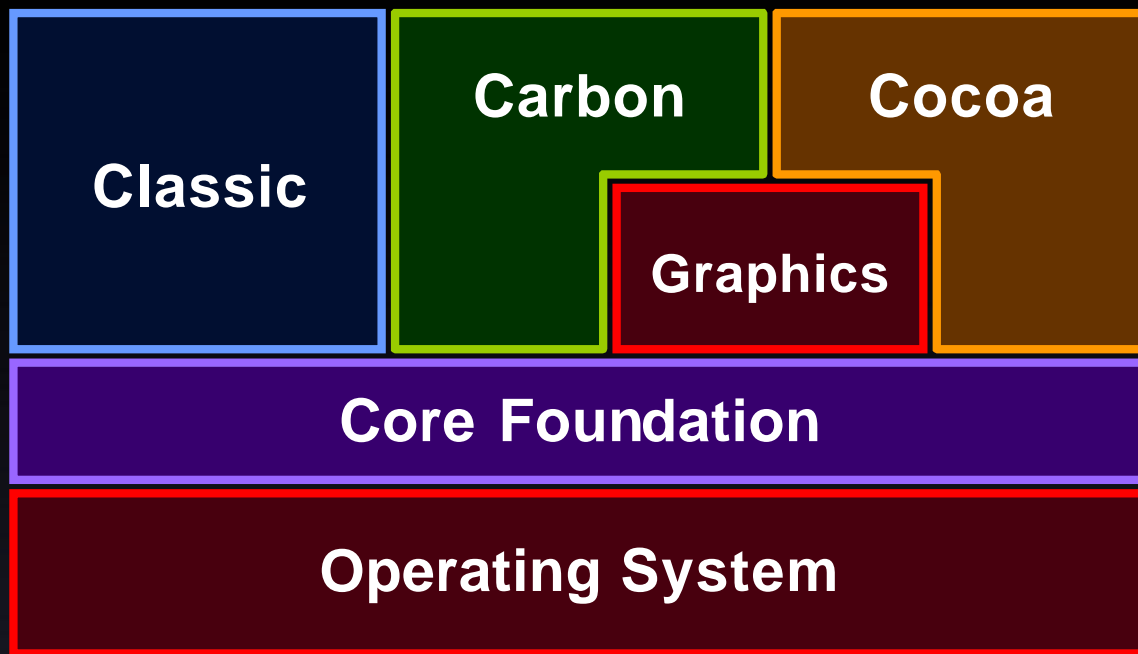 Carbon
Cocoa
Classic
Graphics
Core Foundation
Operating System